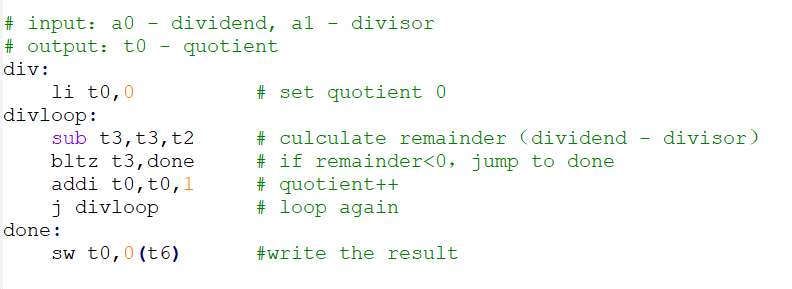 # input: a0 - dividend, a1 - divisor
# output: t0 - quotient
div:
    li t0,0          # set quotient 0
divloop:
    sub t3,t3,t2     # culculate remainder（dividend - divisor）
    bltz t3,done     # if remainder<0，jump to done
    addi t0,t0,1     # quotient++
    j divloop        # loop again
done:
    sw t0,0(t6)      #write the result